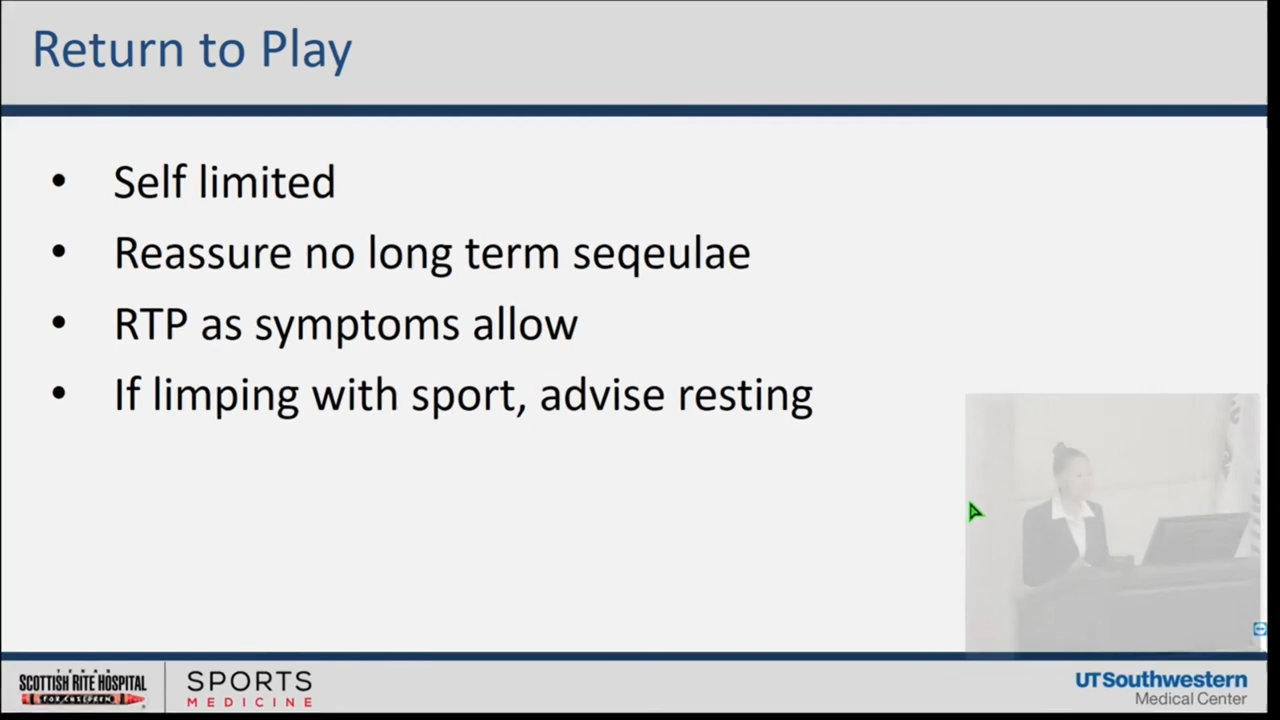 Return to Play
• Self limited
• Reassure no long term seqeulae
• RTP as symptoms allow
• If limping with sport, advise resting
TEXAS
SCOTTISH RITE HOSPITAL
FOR CHILDREN
SPORTS
MEDICINE
UTSouthwestern
Medical Center